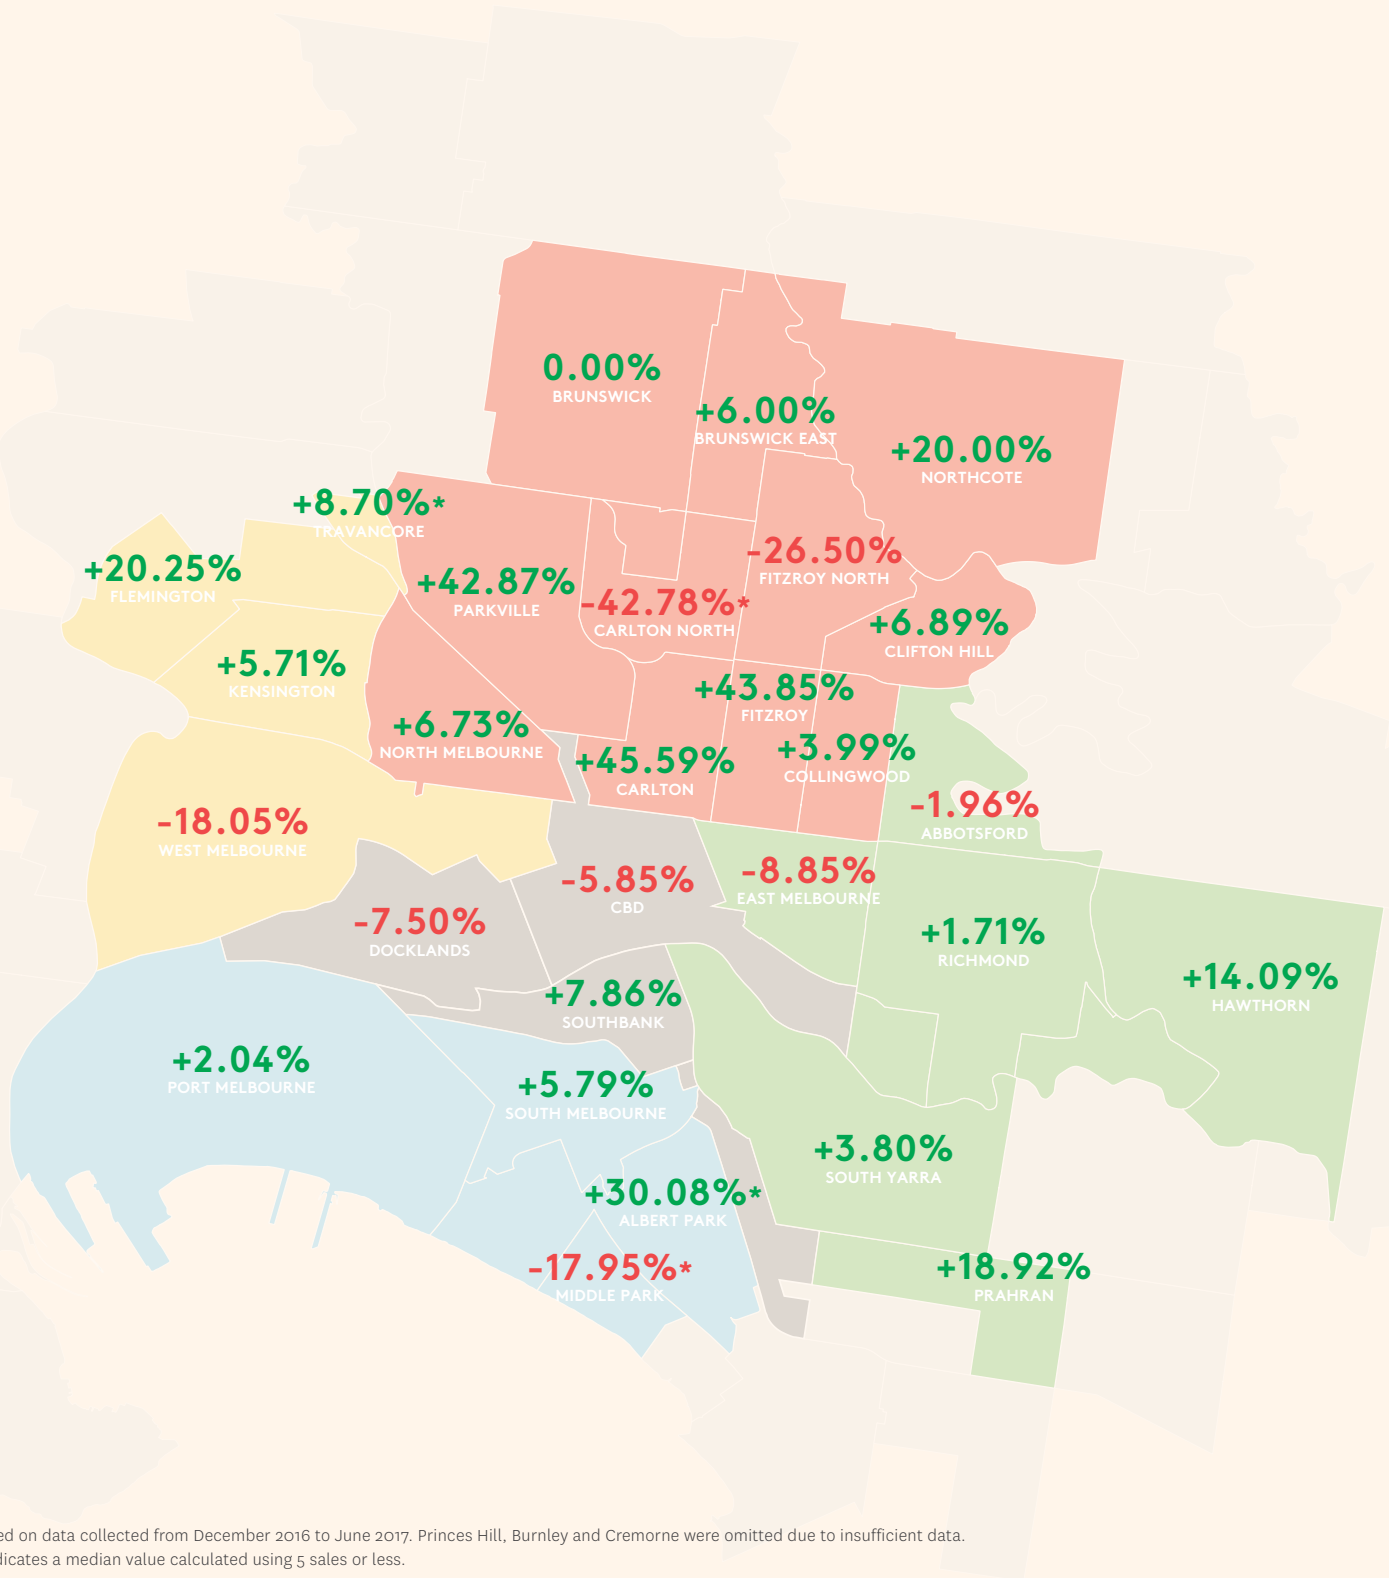 0.00%
BRUNSWICK
+6.00%
BRUNSWICK EAST
+20.00%
NORTHCOTE
+8.70%*
TRAVANCORE
+20.25%
FLEMINGTON
+42.87%
PARKVILLE
-26.50%
FITZROY NORTH
-42.78%*
CARLTON NORTH
+6.89%
CLIFTON HILL
+5.71%
KENSINGTON
+43.85%
FITZROY
+6.73%
NORTH MELBOURNE
+45.59%
CARLTON
+3.99%
COLLINGWOOD
-1.96%
ABBOTSFORD
-18.05%
WEST MELBOURNE
-5.85%
CBD
-8.85%
EAST MELBOURNE
-7.50%
DOCKLANDS
+1.71%
RICHMOND
+14.09%
HAWTHORN
+7.86%
SOUTHBANK
+2.04%
PORT MELBOURNE
+5.79%
SOUTH MELBOURNE
+3.80%
SOUTH YARRA
+30.08%*
ALBERT PARK
-17.95%*
MIDDLE PARK
+18.92%
PRAHRAN
ed on data collected from December 2016 to June 2017. Princes Hill, Burnley and Cremorne were omitted due to insufficient data.
dicates a median value calculated using 5 sales or less.